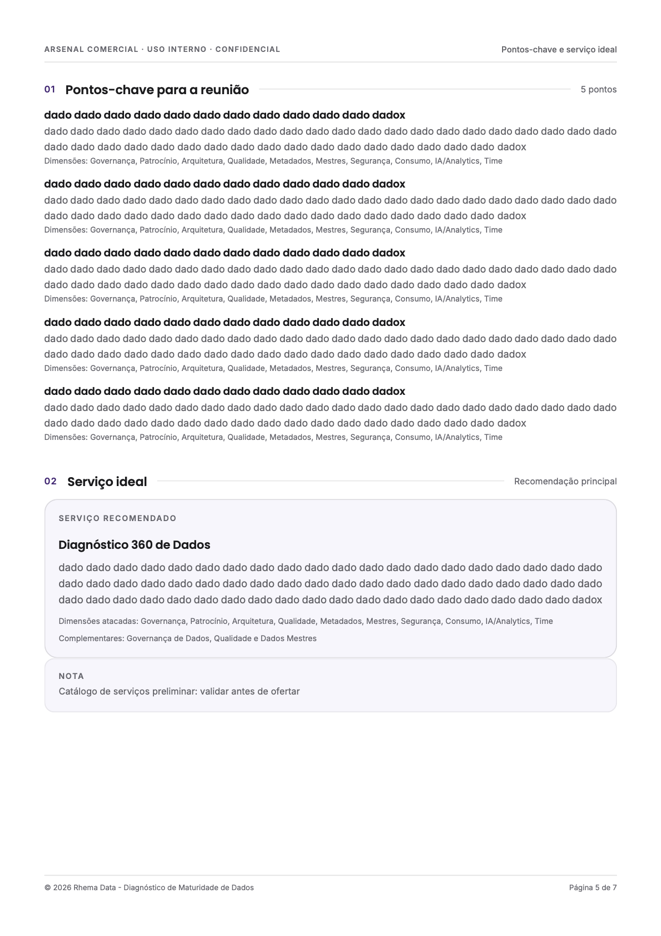 ARSENAL COMERCIAL · USO INTERNO · CONFIDENCIAL
Pontos-chave e serviço ideal
01 Pontos-chave para a reunião
5 pontos
dado dado dado dado dado dado dado dado dado dado dado dadox
dado dado dado dado dado dado dado dado dado dado dado dado dado dado dado dado dado dado dado dado dado dado
dado dado dado dado dado dado dado dado dado dado dado dado dado dado dado dado dado dadox
Dimensões: Governança, Patrocínio, Arquitetura, Qualidade, Metadados, Mestres, Segurança, Consumo, IA/Analytics, Time
dado dado dado dado dado dado dado dado dado dado dado dadox
dado dado dado dado dado dado dado dado dado dado dado dado dado dado dado dado dado dado dado dado dado dado
dado dado dado dado dado dado dado dado dado dado dado dado dado dado dado dado dado dadox
Dimensões: Governança, Patrocínio, Arquitetura, Qualidade, Metadados, Mestres, Segurança, Consumo, IA/Analytics, Time
dado dado dado dado dado dado dado dado dado dado dado dadox
dado dado dado dado dado dado dado dado dado dado dado dado dado dado dado dado dado dado dado dado dado dado
dado dado dado dado dado dado dado dado dado dado dado dado dado dado dado dado dado dadox
Dimensões: Governança, Patrocínio, Arquitetura, Qualidade, Metadados, Mestres, Segurança, Consumo, IA/Analytics, Time
dado dado dado dado dado dado dado dado dado dado dado dadox
dado dado dado dado dado dado dado dado dado dado dado dado dado dado dado dado dado dado dado dado dado dado
dado dado dado dado dado dado dado dado dado dado dado dado dado dado dado dado dado dadox
Dimensões: Governança, Patrocínio, Arquitetura, Qualidade, Metadados, Mestres, Segurança, Consumo, IA/Analytics, Time
dado dado dado dado dado dado dado dado dado dado dado dadox
dado dado dado dado dado dado dado dado dado dado dado dado dado dado dado dado dado dado dado dado dado dado
dado dado dado dado dado dado dado dado dado dado dado dado dado dado dado dado dado dadox
Dimensões: Governança, Patrocínio, Arquitetura, Qualidade, Metadados, Mestres, Segurança, Consumo, IA/Analytics, Time
02 Serviço ideal
Recomendação principal
SERVIÇO RECOMENDADO
Diagnóstico 360 de Dados
dado dado dado dado dado dado dado dado dado dado dado dado dado dado dado dado dado dado dado dado
dado dado dado dado dado dado dado dado dado dado dado dado dado dado dado dado dado dado dado dado
dado dado dado dado dado dado dado dado dado dado dado dado dado dado dado dado dado dado dado dadox
Dimensões atacadas: Governança, Patrocínio, Arquitetura, Qualidade, Metadados, Mestres, Segurança, Consumo, IA/Analytics, Time
Complementares: Governança de Dados, Qualidade e Dados Mestres
NOTA
Catálogo de serviços preliminar: validar antes de ofertar
© 2026 Rhema Data - Diagnóstico de Maturidade de Dados
Página 5 de 7